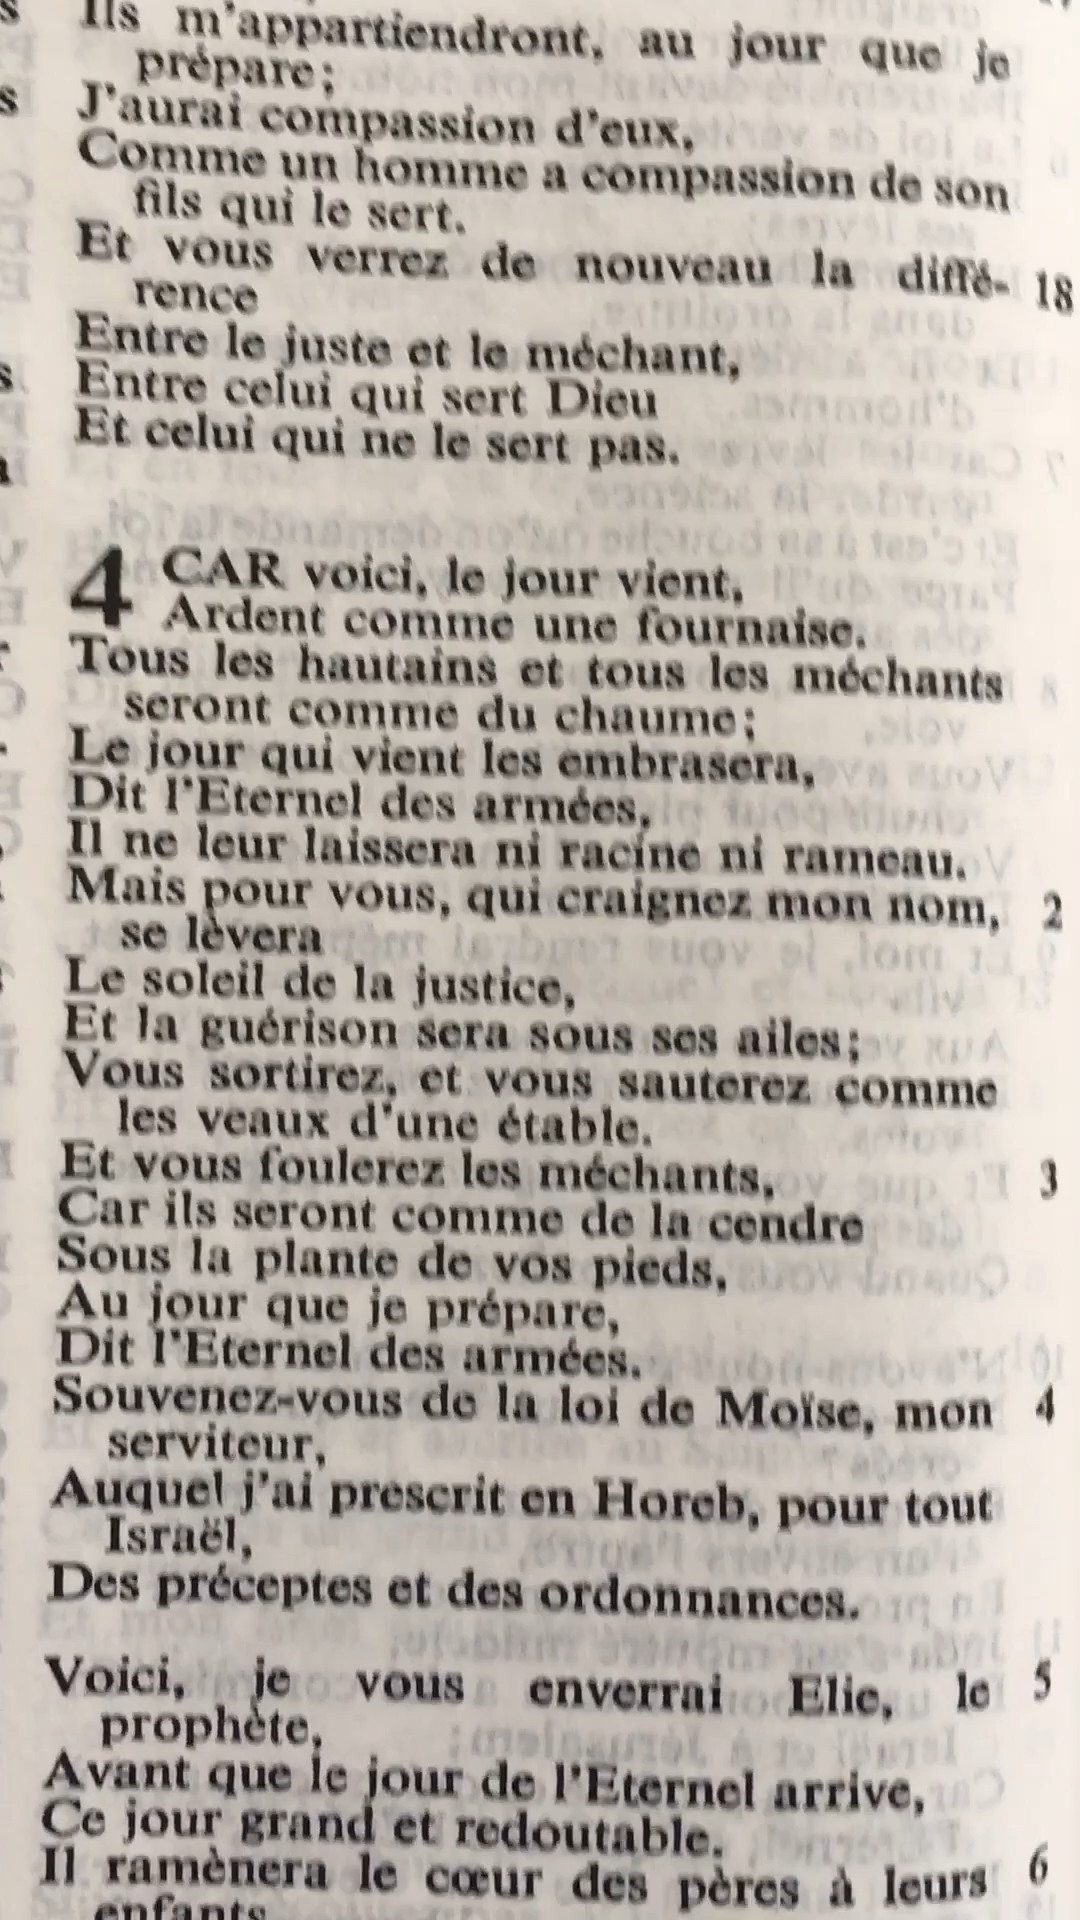 Ils m'appartiendront, au jour que je
prépare;
J'aurai compassion d'eux,
Comme un homme a compassion de son
fils qui le sert.
Et vous verrez de nouveau la diffé- 18
rence
Entre le juste et le méchant,
Entre celui qui sert Dieu
Et celui qui ne le sert pas.
4 CAR voici, le jour vient,
Ardent comme une fournaise.
Tous les hautains et tous les méchants
seront comme du chaume;
Le jour qui vient les embrasera,
Dit l'Eternel des armées,
Il ne leur laissera ni racine ni rameau.
Mais pour vous, qui craignez mon nom, 2
se lèvera
Le soleil de la justice,
Et la guérison sera sous ses ailes;
Vous sortirez, et vous sauterez comme
les veaux d'une étable.
Et vous foulerez les méchants, 3
Car ils seront comme de la cendre
Sous la plante de vos pieds,
Au jour que je prépare,
Dit l'Eternel des armées.
Souvenez-vous de la loi de Moïse, mon 4
serviteur,
Auquel j'ai prescrit en Horeb, pour tout
Israël,
Des préceptes et des ordonnances.
Voici, je vous enverrai Elie, le 5
prophète,
Avant que le jour de l'Eternel arrive,
Ce jour grand et redoutable.
Il ramènera le cœur des pères à leurs 6
enfants